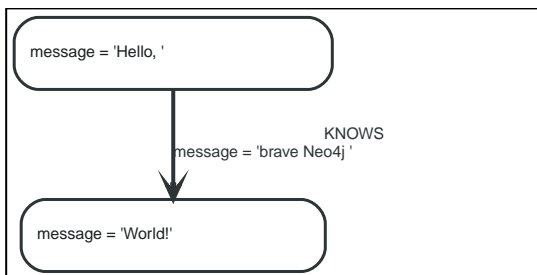 message = 'Hello, '
KNOWS
message = 'brave Neo4j '
message = 'World!'